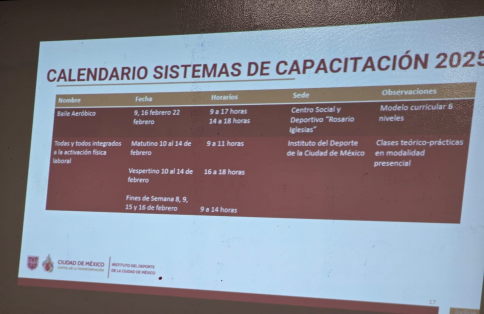 CALENDARIO SISTEMAS DE CAPACITACIÓN 2025
Nombre Fecha Horarios Sede Observaciones
Baile Aeróbico 9, 16 febrero 22 9 a 17 horas Centro Social y Modelo curricular 6
febrero 14 a 18 horas Deportivo "Rosario niveles
Iglesias"
Todas y todos integrados Matutino 10 al 14 de 9 a 11 horas Instituto del Deporte Clases teórico-prácticas
a la activación física febrero de la Ciudad de México en modalidad
laboral presencial
Vespertino 10 al 14 de 16 a 18 horas
febrero
Fines de Semana 8, 9,
15 y 16 de febrero 9 a 14 horas
CIUDAD DE MÉXICO INSTITUTO DEL DEPORTE
DE LA CIUDAD DE MÉXICO
17